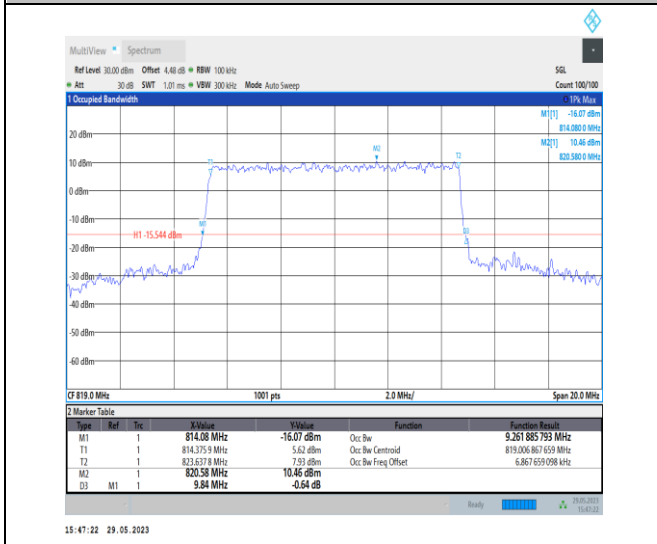 MultiView Spectrum
Ref Level 30.00 dBm Offset 4.48 dB RBW 100 kHz SGL
Att 30 dB SWT 1.01 ms VBW 300 kHz Mode Auto Sweep Count 100/100
1 Occupied Bandwidth 1Pk Max
M1[1] -16.07 dBm
814.080 0 MHz
M2[1] 10.46 dBm
820.580 0 MHz
20 dBm
M2
T1 T2
10 dBm
0 dBm
-10 dBm
M1
H1 -15.544 dBm
D3
-20 dBm
-30 dBm
-40 dBm
-50 dBm
-60 dBm
CF 819.0 MHz 1001 pts 2.0 MHz/ Span 20.0 MHz
2 Marker Table
Type Ref Trc X-Value Y-Value Function Function Result
M1 1 814.08 MHz -16.07 dBm Occ Bw 9.261 885 793 MHz
T1 1 814.375 9 MHz 5.62 dBm Occ Bw Centroid 819.006 867 659 MHz
T2 1 823.637 8 MHz 7.93 dBm Occ Bw Freq Offset 6.867 659 098 kHz
M2 1 820.58 MHz 10.46 dBm
D3 M1 1 9.84 MHz -0.64 dB
Ready 29.05.2023
15:47:22
15:47:22 29.05.2023